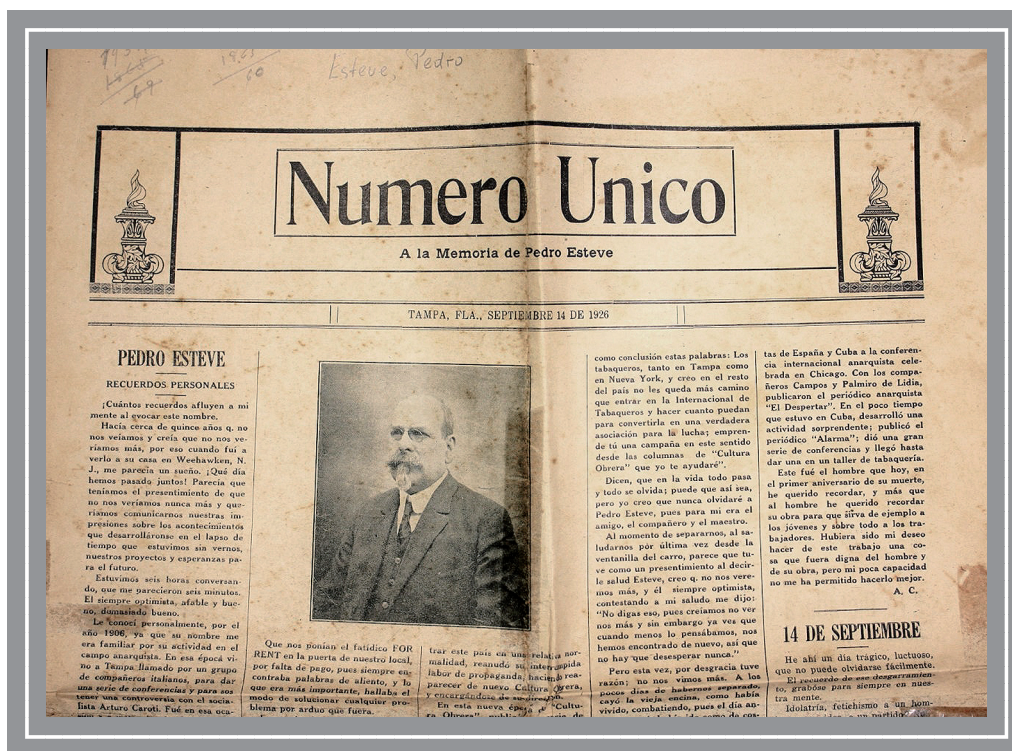 1865
60
Esteve, Pedro
Numero Unico
A la Memoria de Pedro Esteve
TAMPA, FLA., SEPTIEMBRE 14 DE 1926
PEDRO ESTEVE
RECUERDOS PERSONALES
¡Cuántos recuerdos afluyen a mi
mente al evocar este nombre.
Hacía cerca de quince años q. no
nos veíamos y creía que no nos ve-
ríamos más, por eso cuando fuí a
verlo a su casa en Weehawken, N.
J., me parecía un sueño. ¡Qué día
hemos pasado juntos! Parecía que
teníamos el presentimiento de que
no nos veríamos nunca más y que-
ríamos comunicarnos nuestras im-
presiones sobre los acontecimientos
que desarrolláronse en el lapso de
tiempo que estuvimos sin vernos,
nuestros proyectos y esperanzas pa-
ra el futuro.
Estuvimos seis horas conversan-
do, que me parecieron seis minutos.
El siempre optimista, afable y bue-
no, demasiado bueno.
Le conocí personalmente, por el
año 1906, ya que su nombre me
era familiar por su actividad en el
campo anarquista. En esa época vi-
no a Tampa llamado por un grupo
de compañeros italianos, para dar
una serie de conferencias y para sos
tener una controversia con el socia-
lista Arturo Caroti. Fué en esa oca-
Que nos ponían el fatídico FOR
RENT en la puerta de nuestro local,
por falta de pago, pues siempre en-
contraba palabras de aliento, y lo
que era más importante, hallaba el
modo de solucionar cualquier pro-
blema por arduo que fuera.
trar este país en una relativa nor-
malidad, reanudó su interrumpida
labor de propaganda, haciendo rea-
parecer de nuevo Cultura Obrera,
y encargándose de su dirección.
En esta nueva época de "Cultu-
ra Obrera"
como conclusión estas palabras: Los
tabaqueros, tanto en Tampa como
en Nueva York, y creo en el resto
del país no les queda más camino
que entrar en la Internacional de
Tabaqueros y hacer cuanto puedan
para convertirla en una verdadera
asociación para la lucha; empren-
de tú una campaña en este sentido
desde las columnas de "Cultura
Obrera" que yo te ayudaré".
Dicen, que en la vida todo pasa
y todo se olvida; puede que así sea,
pero yo creo que nunca olvidaré a
Pedro Esteve, pues para mi era el
amigo, el compañero y el maestro.
Al momento de separarnos, al sa-
ludarnos pór última vez desde la
ventanilla del carro, parece que tu-
ve como un presentimiento al decir-
le salud Esteve, creo q. no nos vere-
mos más, y él siempre optimista,
contestando a mi saludo me dijo:
"No digas eso, pues creíamos no ver
nos más y sin embargo ya ves que
cuando menos lo pensábamos, nos
hemos encontrado de nuevo, así que
no hay que desesperar nunca."
Pero esta vez, por desgracia tuve
razón; no nos vimos más. A los
pocos días de habernos separado,
cayó la vieja encina, como había
vivido, combatiendo, pues el día an-
tas de España y Cuba a la conferen-
cia internacional anarquista cele-
brada en Chicago. Con los compa-
ñeros Campos y Palmiro de Lidia,
publicaron el periódico anarquista
"El Despertar". En el poco tiempo
que estuvo en Cuba, desarrolló una
actividad sorprendente; publicó el
periódico "Alarma"; dió una gran
serie de conferencias y llegó hasta
dar una en un taller de tabaquería.
Este fué el hombre que hoy, en
el primer aniversario de su muerte,
he querido recordar, y más que
al hombre he querido recordar
su obra para que sirva de ejemplo a
los jóvenes y sobre todo a los tra-
bajadores. Hubiera sido mi deseo
hacer de este trabajo una co-
sa que fuera digna del hombre y
de su obra, pero mi poca capacidad
no me ha permitido hacerlo mejor.
A. C.
14 DE SEPTIEMBRE
He ahí un día trágico, luctuoso,
que no puede olvidarse fácilmente.
El recuerdo de ese desgarramien-
to, grabóse para siempre en nues-
tra mente.
Idolatría, fetichismo a un hom-